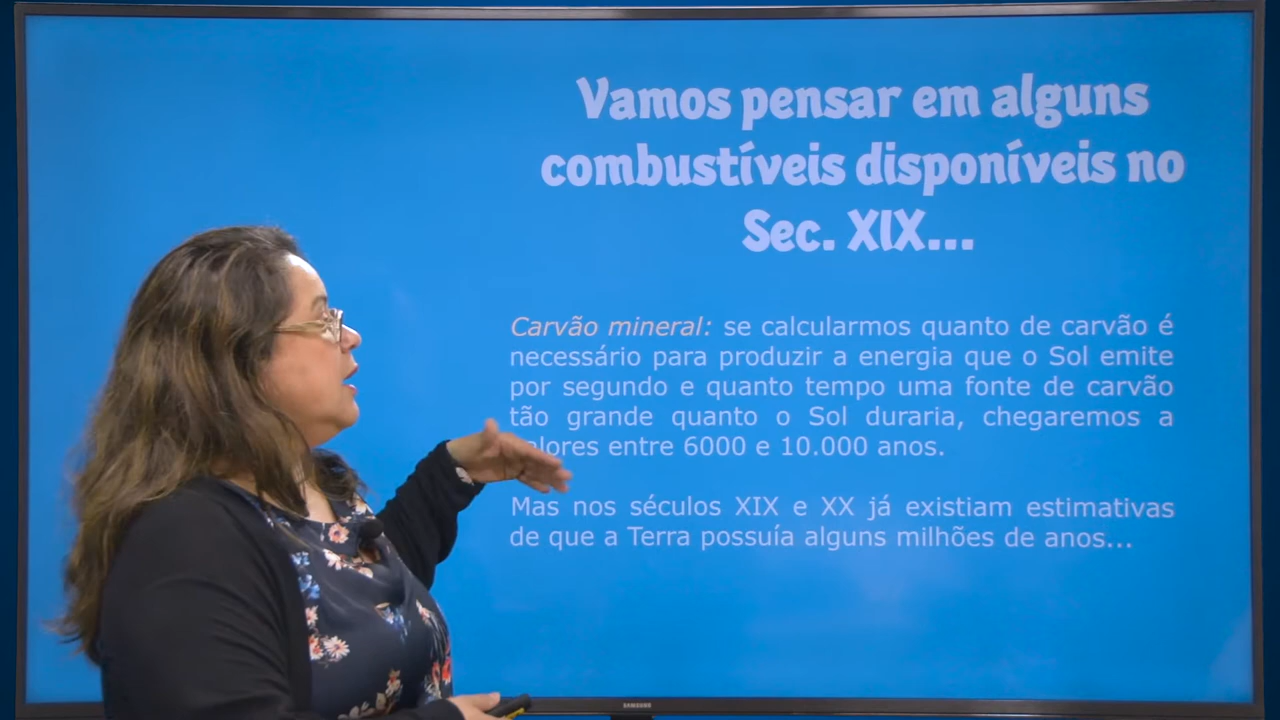 Vamos pensar em alguns
combustíveis disponíveis no
Sec. XIX...
Carvão mineral: se calcularmos quanto de carvão é
necessário para produzir a energia que o Sol emite
por segundo e quanto tempo uma fonte de carvão
tão grande quanto o Sol duraria, chegaremos a
valores entre 6000 e 10.000 anos.
Mas nos séculos XIX e XX já existiam estimativas
de que a Terra possuía alguns milhões de anos...
SAMSUNG